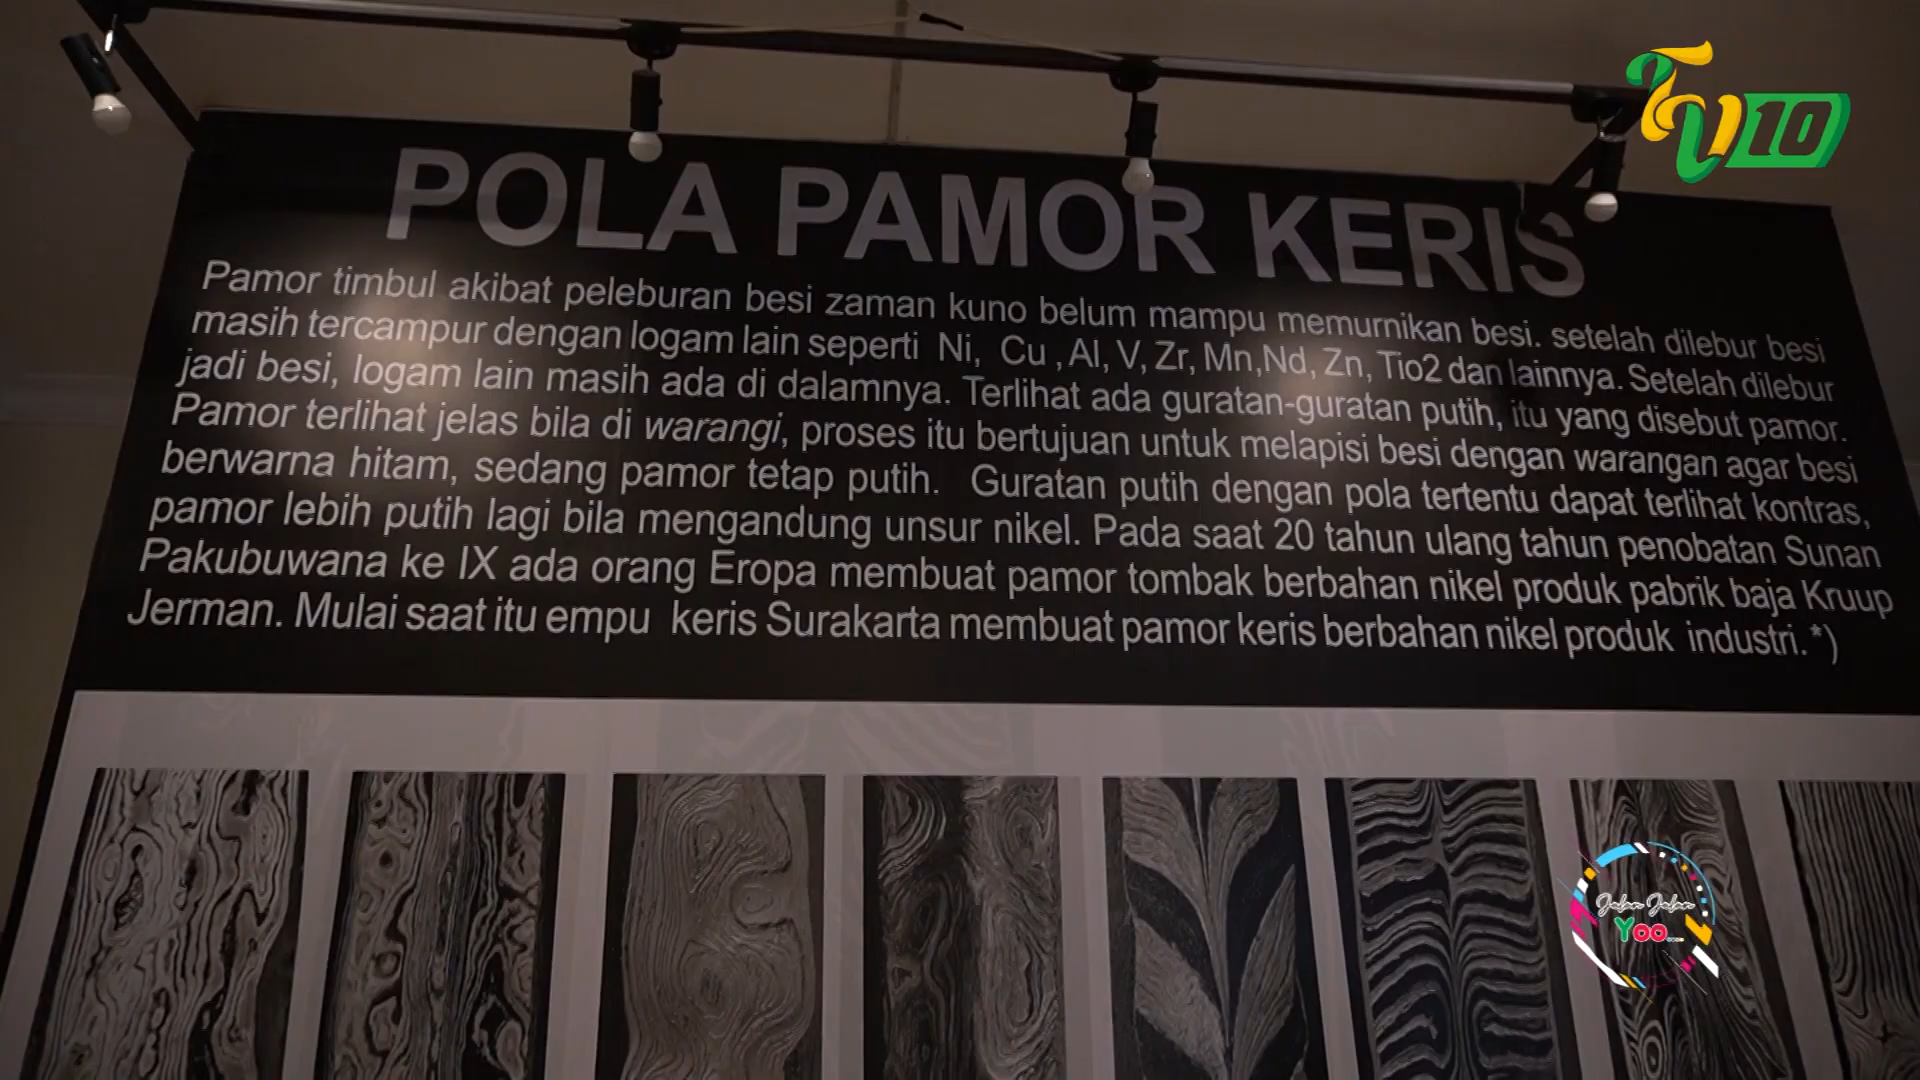 TV10
POLA PAMOR KERIS
Pamor timbul akibat peleburan besi zaman kuno belum mampu memurnikan besi. setelah dilebur besi
masih tercampur dengan logam lain seperti Ni, Cu ,Al, V, Zr, Mn,Nd, Zn, Tio2 dan lainnya. Setelah dilebur
jadi besi, logam lain masih ada di dalamnya. Terlihat ada guratan-guratan putih, itu yang disebut pamor.
Pamor terlihat jelas bila di warangi, proses itu bertujuan untuk melapisi besi dengan warangan agar besi
berwarna hitam, sedang pamor tetap putih. Guratan putih dengan pola tertentu dapat terlihat kontras,
pamor lebih putih lagi bila mengandung unsur nikel. Pada saat 20 tahun ulang tahun penobatan Sunan
Pakubuwana ke IX ada orang Eropa membuat pamor tombak berbahan nikel produk pabrik baja Kruup
Jerman. Mulai saat itu empu keris Surakarta membuat pamor keris berbahan nikel produk industri.*)
Jalan Jalan
Yoo....